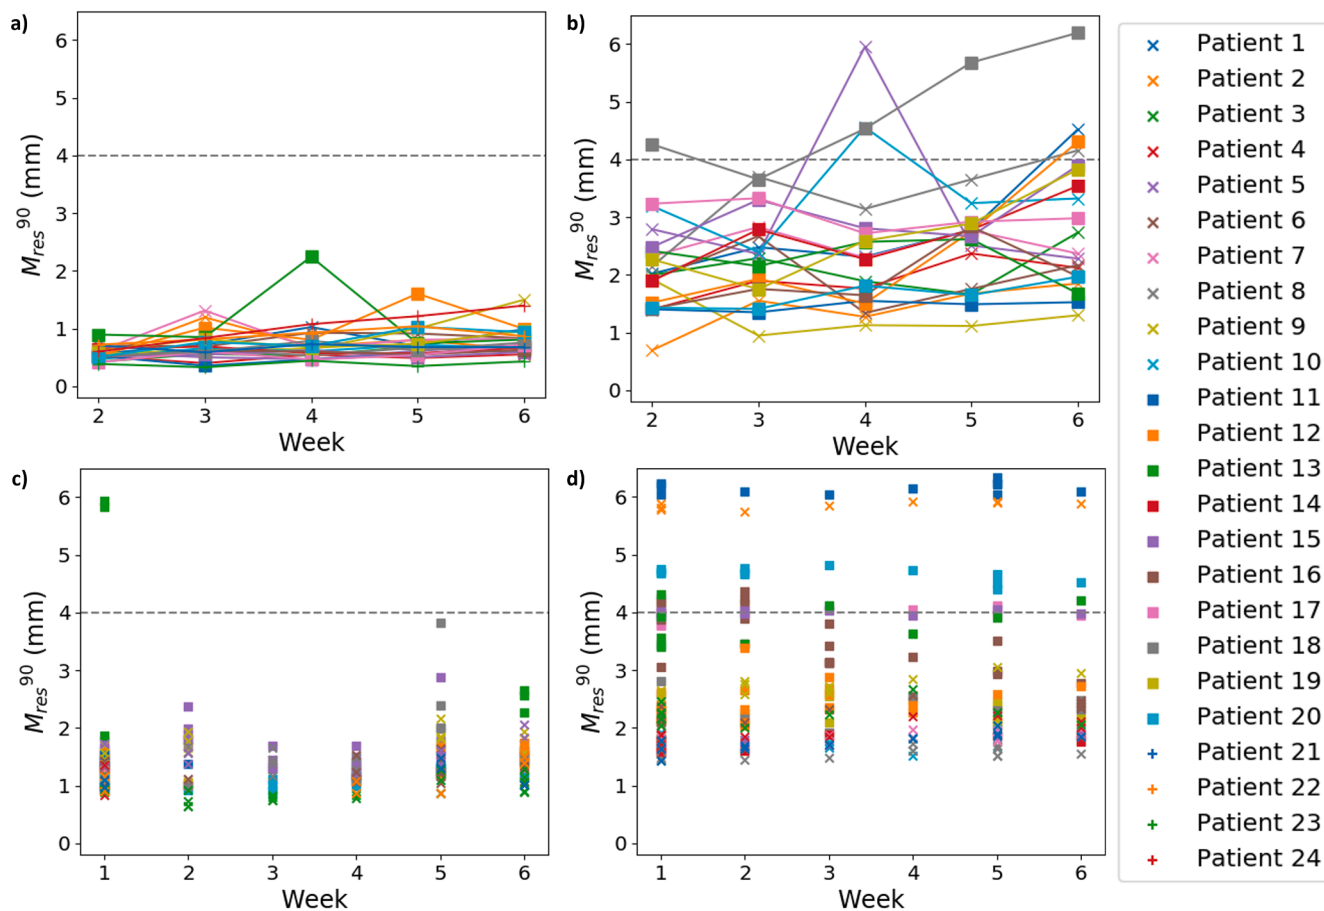 a)
6
5
4
3
2
1
0
M_res^90 (mm)
2 3 4 5 6
Week
b)
6
5
4
3
2
1
0
M_res^90 (mm)
2 3 4 5 6
Week
c)
6
5
4
3
2
1
0
M_res^90 (mm)
1 2 3 4 5 6
Week
d)
6
5
4
3
2
1
0
M_res^90 (mm)
1 2 3 4 5 6
Week
Patient 1
Patient 2
Patient 3
Patient 4
Patient 5
Patient 6
Patient 7
Patient 8
Patient 9
Patient 10
Patient 11
Patient 12
Patient 13
Patient 14
Patient 15
Patient 16
Patient 17
Patient 18
Patient 19
Patient 20
Patient 21
Patient 22
Patient 23
Patient 24